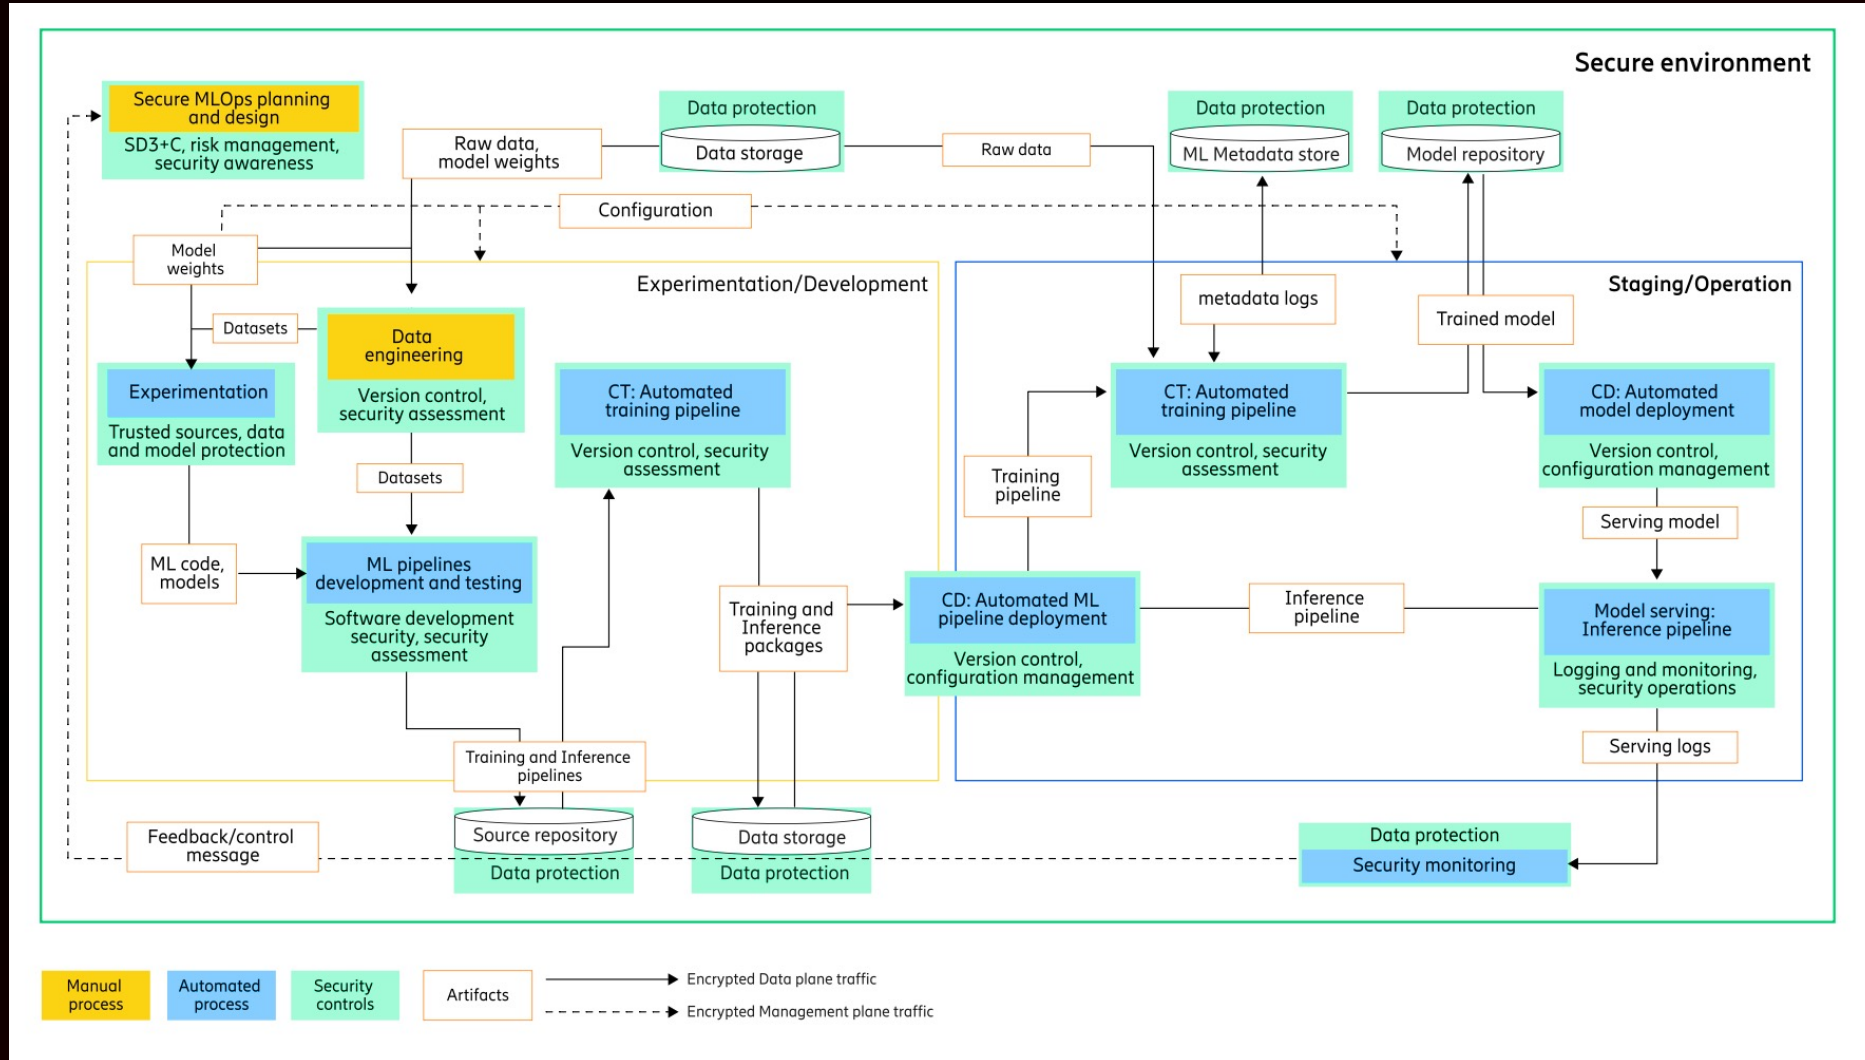 Secure environment
Secure MLOps planning
and design
SD3+C, risk management,
security awareness
Raw data,
model weights
Data protection
Data storage
Raw data
Data protection
ML Metadata store
Data protection
Model repository
Configuration
Model
weights
Experimentation/Development
Datasets
Data
engineering
Version control,
security assessment
Experimentation
Trusted sources, data
and model protection
CT: Automated
training pipeline
Version control, security
assessment
Datasets
ML code,
models
ML pipelines
development and testing
Software development
security, security
assessment
Training and
Inference
packages
Training and Inference
pipelines
Staging/Operation
metadata logs
Trained model
CT: Automated
training pipeline
Version control, security
assessment
CD: Automated
model deployment
Version control,
configuration management
Training
pipeline
Serving model
CD: Automated ML
pipeline deployment
Version control,
configuration management
Inference
pipeline
Model serving:
Inference pipeline
Logging and monitoring,
security operations
Serving logs
Feedback/control
message
Source repository
Data protection
Data storage
Data protection
Data protection
Security monitoring
Manual
process
Automated
process
Security
controls
Artifacts
Encrypted Data plane traffic
Encrypted Management plane traffic